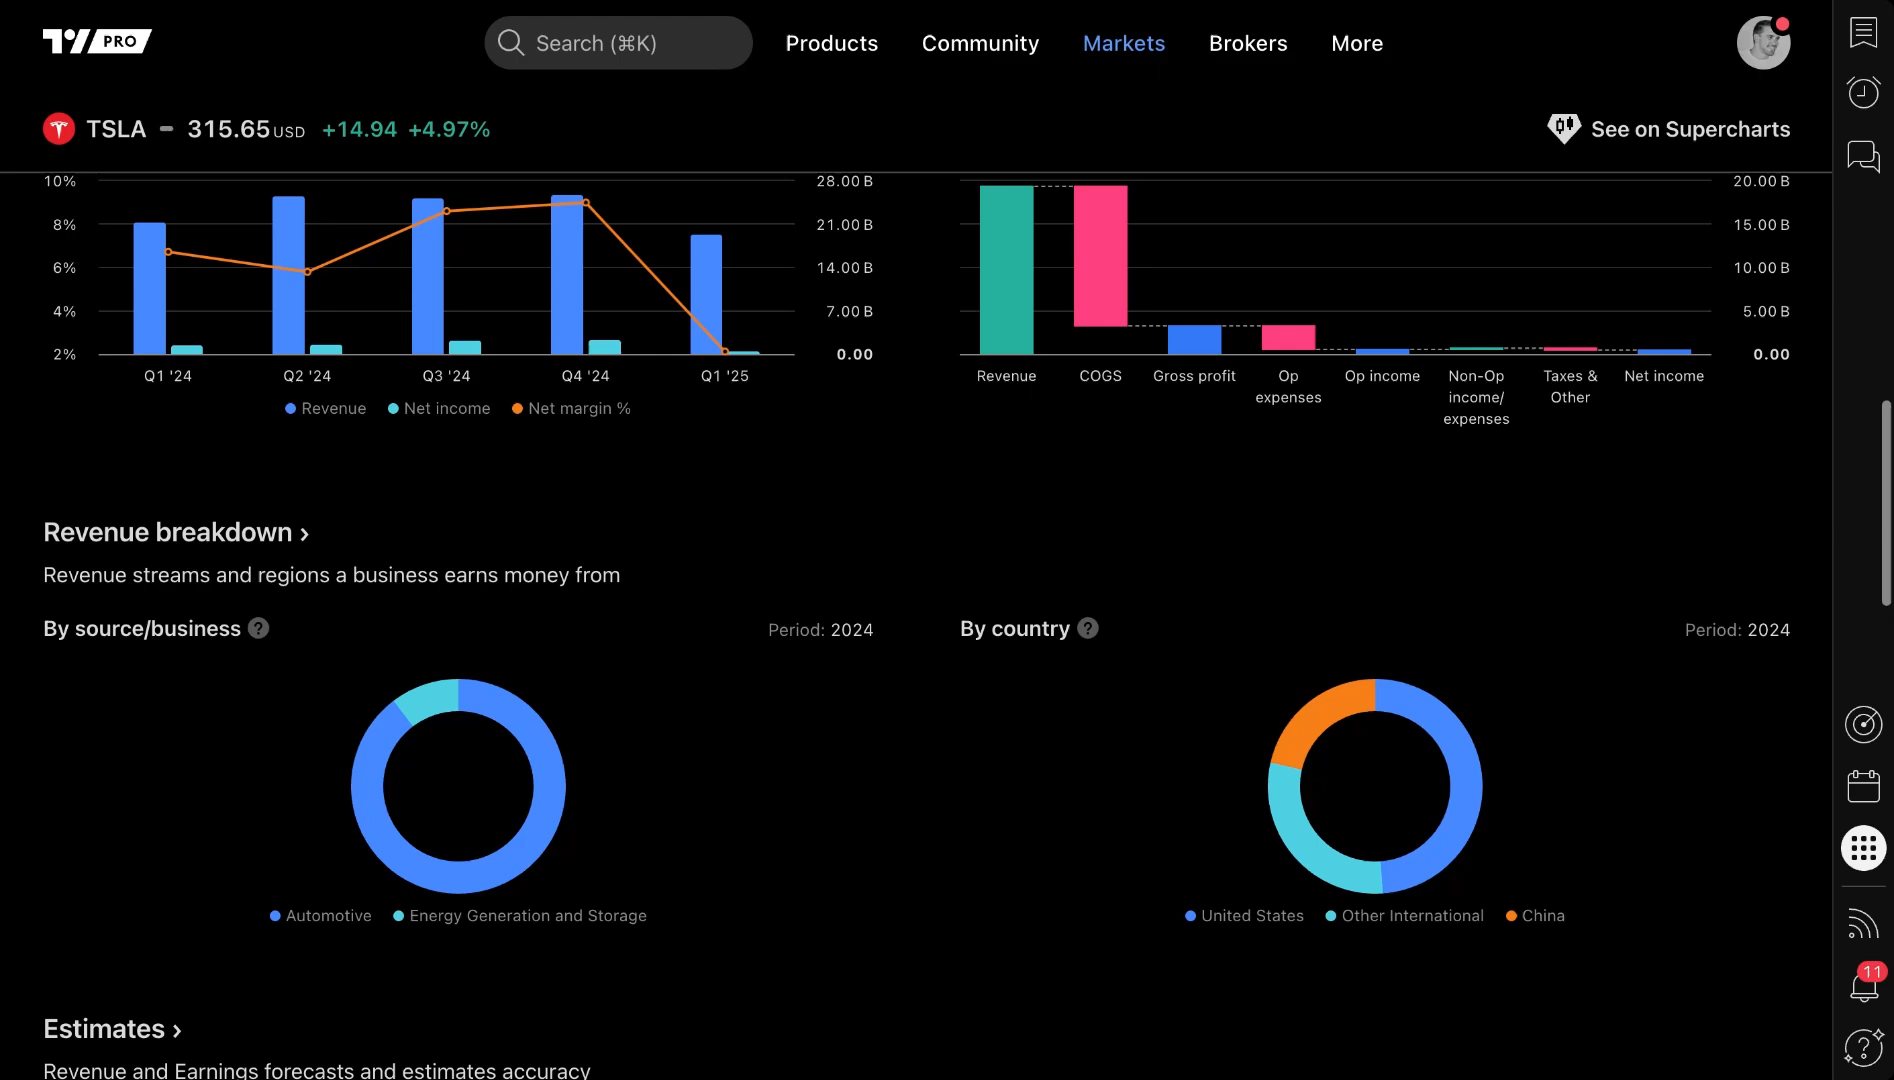 PRO
Search (⌘K)
Products
Community
Markets
Brokers
More
TSLA
315.65 USD
+14.94 +4.97%
See on Supercharts
10%
8%
6%
4%
2%
28.00 B
21.00 B
14.00 B
7.00 B
0.00
Q1 '24
Q2 '24
Q3 '24
Q4 '24
Q1 '25
Revenue
Net income
Net margin %
20.00 B
15.00 B
10.00 B
5.00 B
0.00
Revenue
COGS
Gross profit
Op
expenses
Op income
Non-Op
income/
expenses
Taxes &
Other
Net income
Revenue breakdown ›
Revenue streams and regions a business earns money from
By source/business ?
Period: 2024
By country ?
Period: 2024
Automotive
Energy Generation and Storage
United States
Other International
China
11
Estimates ›
Revenue and Earnings forecasts and estimates accuracy